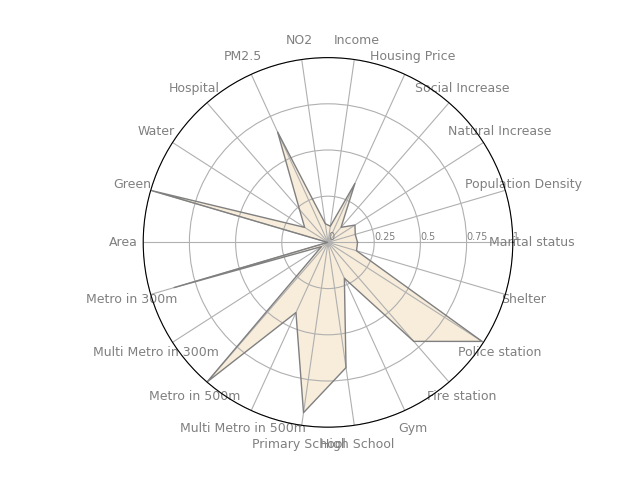 NO2
Income
PM2.5
Housing Price
Hospital
Social Increase
Water
Natural Increase
Green
Population Density
0
0.25
0.5
0.75
1
Area
Marital status
Metro in 300m
Shelter
Multi Metro in 300m
Police station
Metro in 500m
Fire station
Multi Metro in 500m
Gym
Primary School
High School